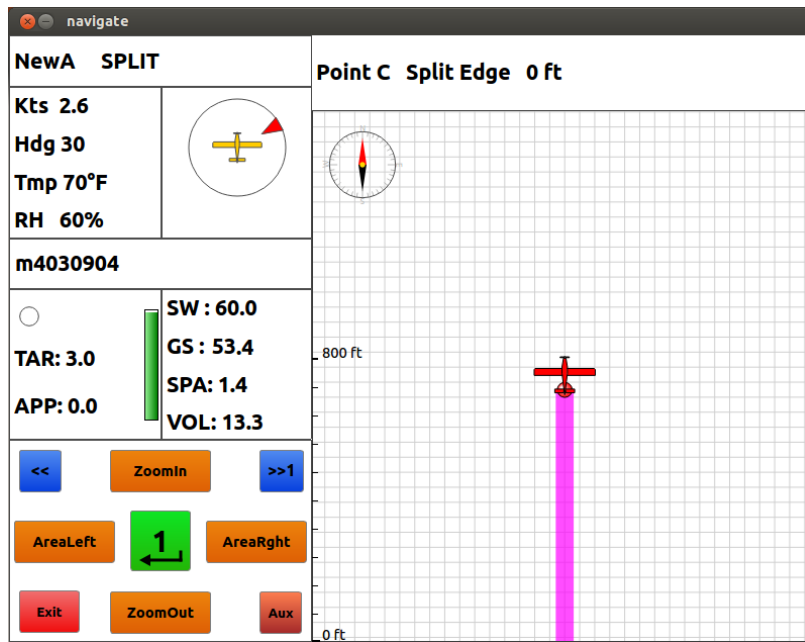 navigate
NewA SPLIT
Point C Split Edge 0 ft
Kts 2.6
Hdg 30
Tmp 70°F
RH 60%
m4030904
TAR: 3.0
APP: 0.0
SW : 60.0
GS : 53.4
SPA: 1.4
VOL: 13.3
<<
ZoomIn
>>1
AreaLeft
1
AreaRght
Exit
ZoomOut
Aux
N
W
E
S
800 ft
0 ft